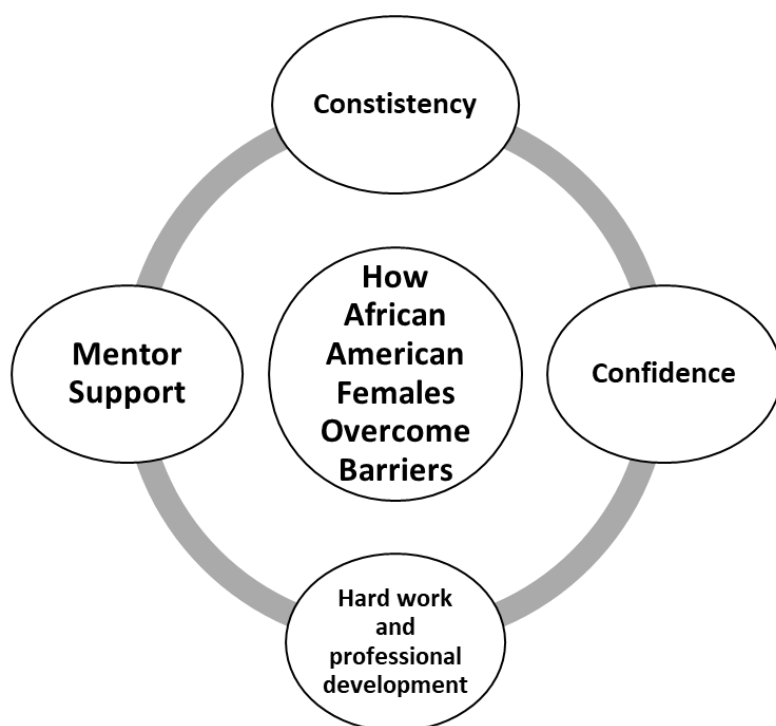 Constistency
How
African
American
Females
Overcome
Barriers
Mentor
Support
Confidence
Hard work
and
professional
development